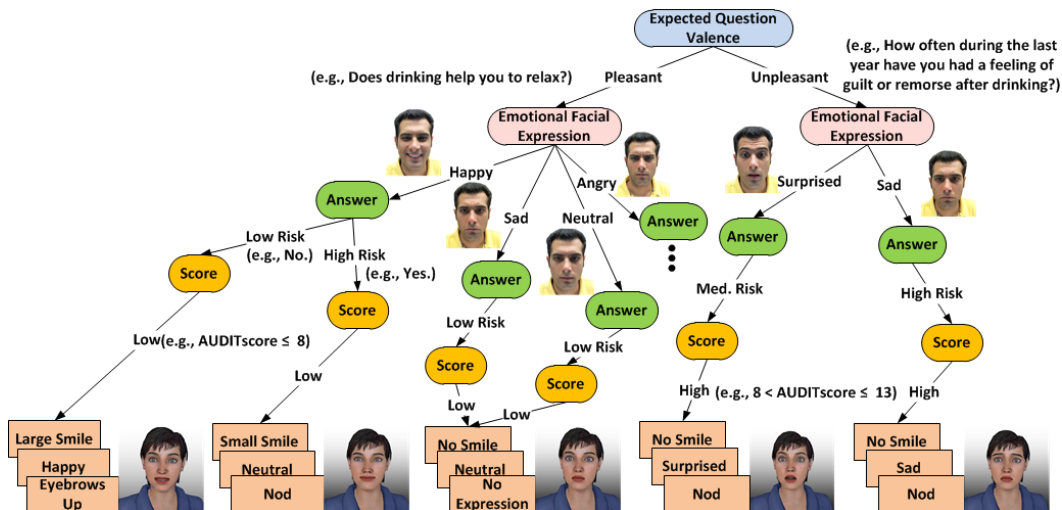 Expected Question
Valence
(e.g., Does drinking help you to relax?)
Pleasant
Unpleasant
(e.g., How often during the last
year have you had a feeling of
guilt or remorse after drinking?)
Emotional Facial
Expression
Emotional Facial
Expression
Happy
Sad
Neutral
Angry
Surprised
Sad
Answer
Answer
Answer
Answer
Answer
Answer
Low Risk
(e.g., No.)
High Risk
(e.g., Yes.)
Low Risk
Low Risk
Med. Risk
High Risk
Score
Score
Score
Score
Score
Score
Low(e.g., AUDITscore ≤ 8)
Low
Low
Low
High
(e.g., 8 < AUDITscore ≤ 13)
High
Large Smile
Happy
Eyebrows
Up
Small Smile
Neutral
Nod
No Smile
Neutral
No
Expression
No Smile
Surprised
Nod
No Smile
Sad
Nod